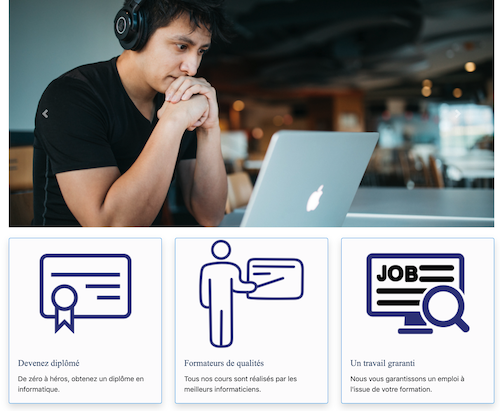 JOB
Devenez diplômé
Formateurs de qualités
Un travail graranti
De zéro à héros, obtenez un diplôme en
informatique.
Tous nos cours sont réalisés par les
meilleurs informaticiens.
Nous vous garantissons un emploi à
l'issue de votre formation.